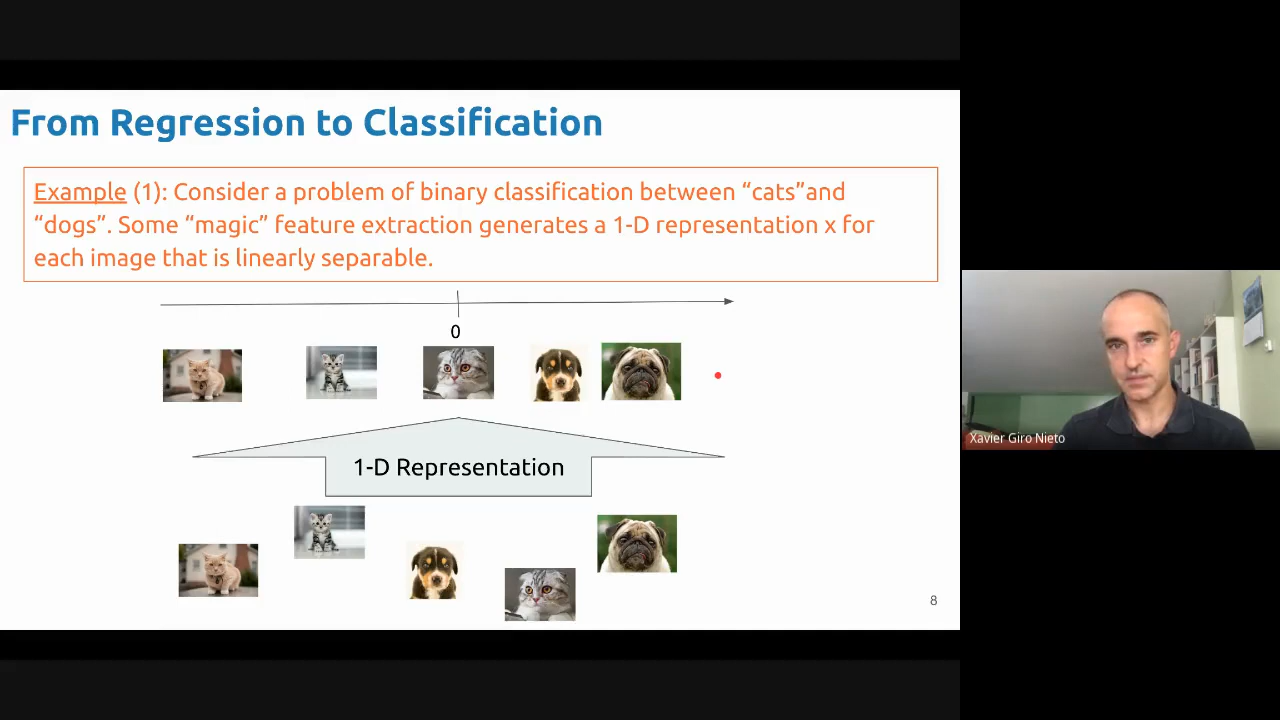 From Regression to Classification
Example (1): Consider a problem of binary classification between “cats”and
“dogs”. Some “magic” feature extraction generates a 1-D representation x for
each image that is linearly separable.
0
1-D Representation
8
Xavier Giro Nieto